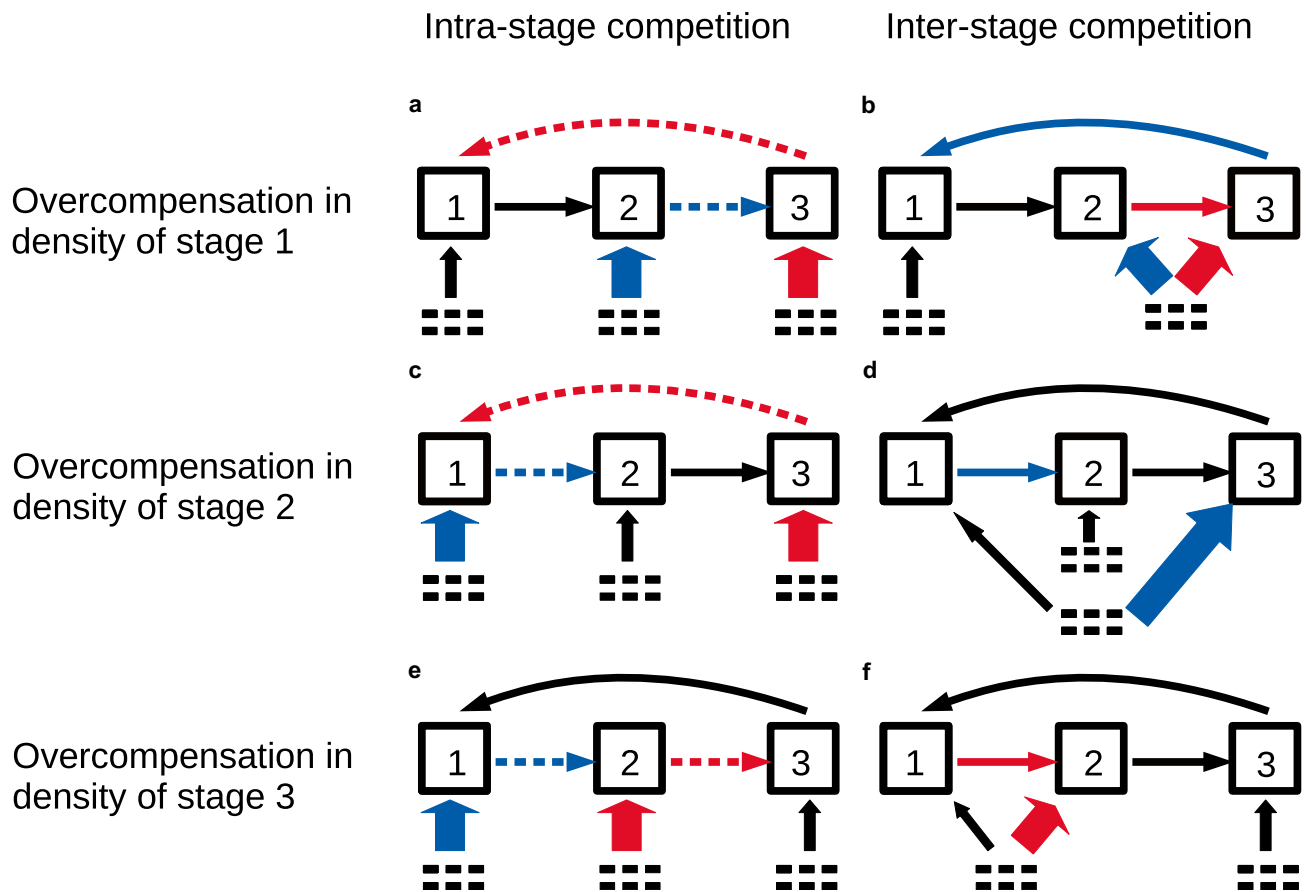 Intra-stage competition
Inter-stage competition
a
b
Overcompensation in
density of stage 1
1
2
3
1
2
3
c
d
Overcompensation in
density of stage 2
1
2
3
1
2
3
e
f
Overcompensation in
density of stage 3
1
2
3
1
2
3